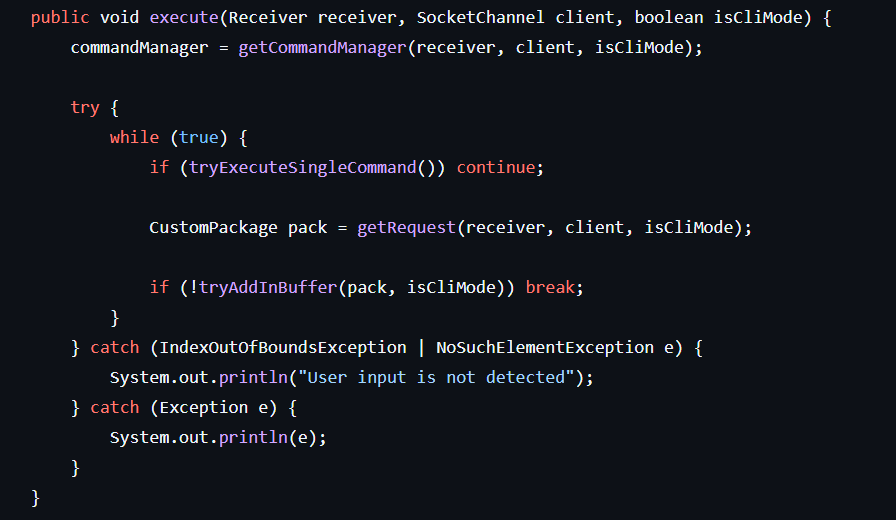 public void execute(Receiver receiver, SocketChannel client, boolean isCliMode) {
    commandManager = getCommandManager(receiver, client, isCliMode);

    try {
        while (true) {
            if (tryExecuteSingleCommand()) continue;

            CustomPackage pack = getRequest(receiver, client, isCliMode);

            if (!tryAddInBuffer(pack, isCliMode)) break;
        }
    } catch (IndexOutOfBoundsException | NoSuchElementException e) {
        System.out.println("User input is not detected");
    } catch (Exception e) {
        System.out.println(e);
    }
}